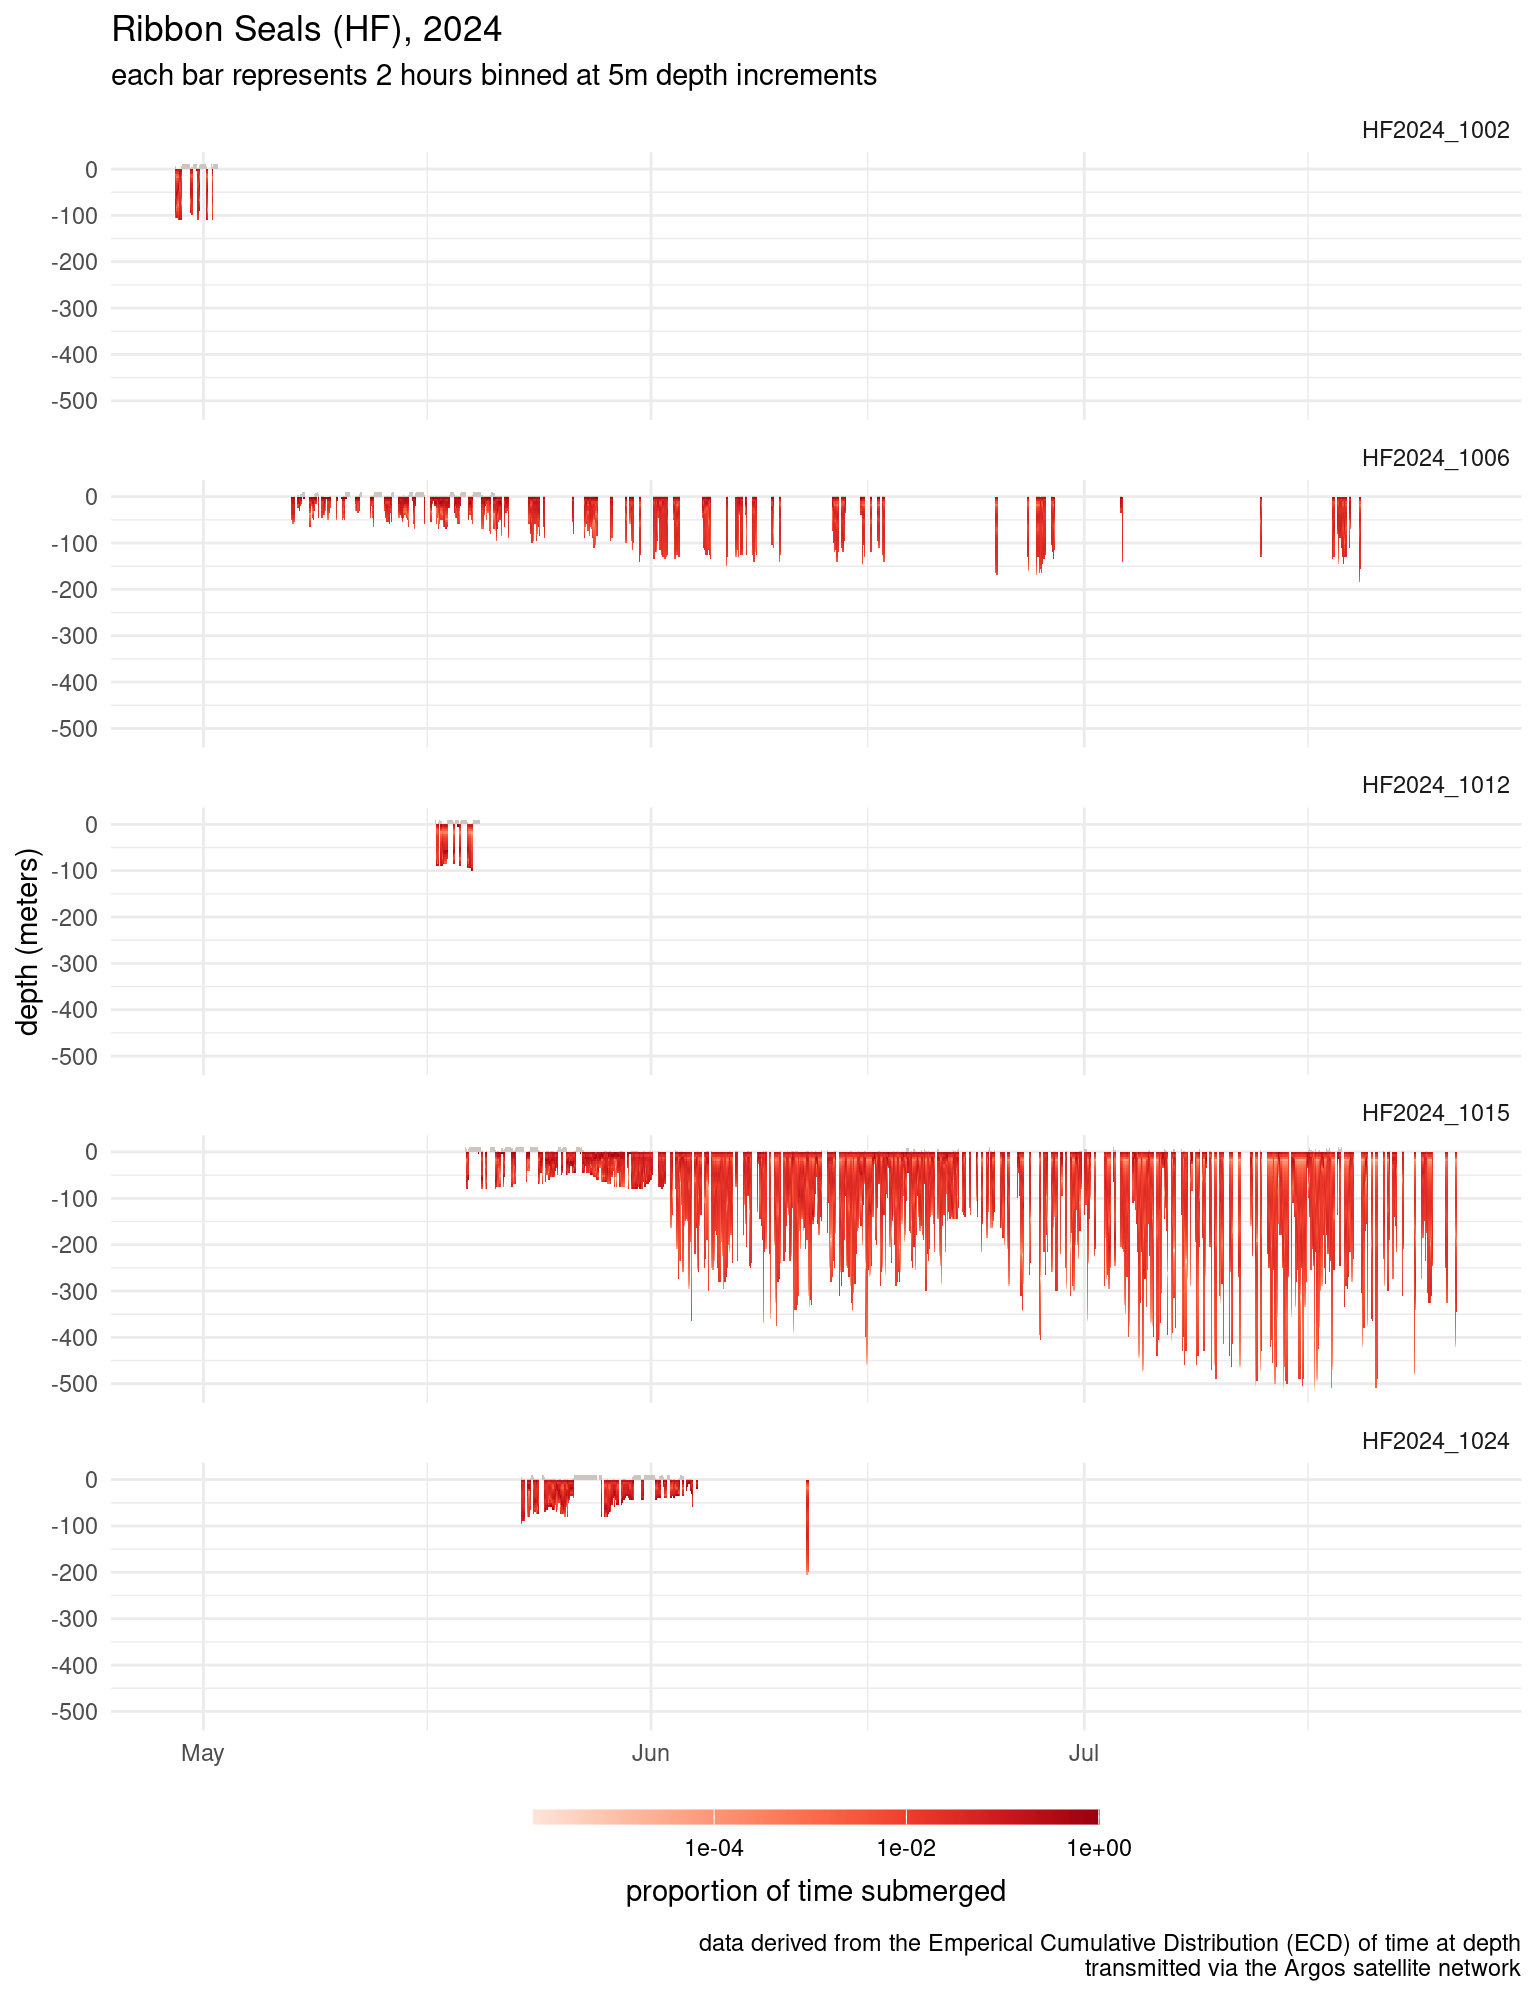 Ribbon Seals (HF), 2024
each bar represents 2 hours binned at 5m depth increments
HF2024_1002
0
-100
-200
-300
-400
-500
HF2024_1006
0
-100
-200
-300
-400
-500
HF2024_1012
0
-100
-200
-300
-400
-500
depth (meters)
HF2024_1015
0
-100
-200
-300
-400
-500
HF2024_1024
0
-100
-200
-300
-400
-500
May Jun Jul
1e-04 1e-02 1e+00
proportion of time submerged
data derived from the Emperical Cumulative Distribution (ECD) of time at depth
transmitted via the Argos satellite network